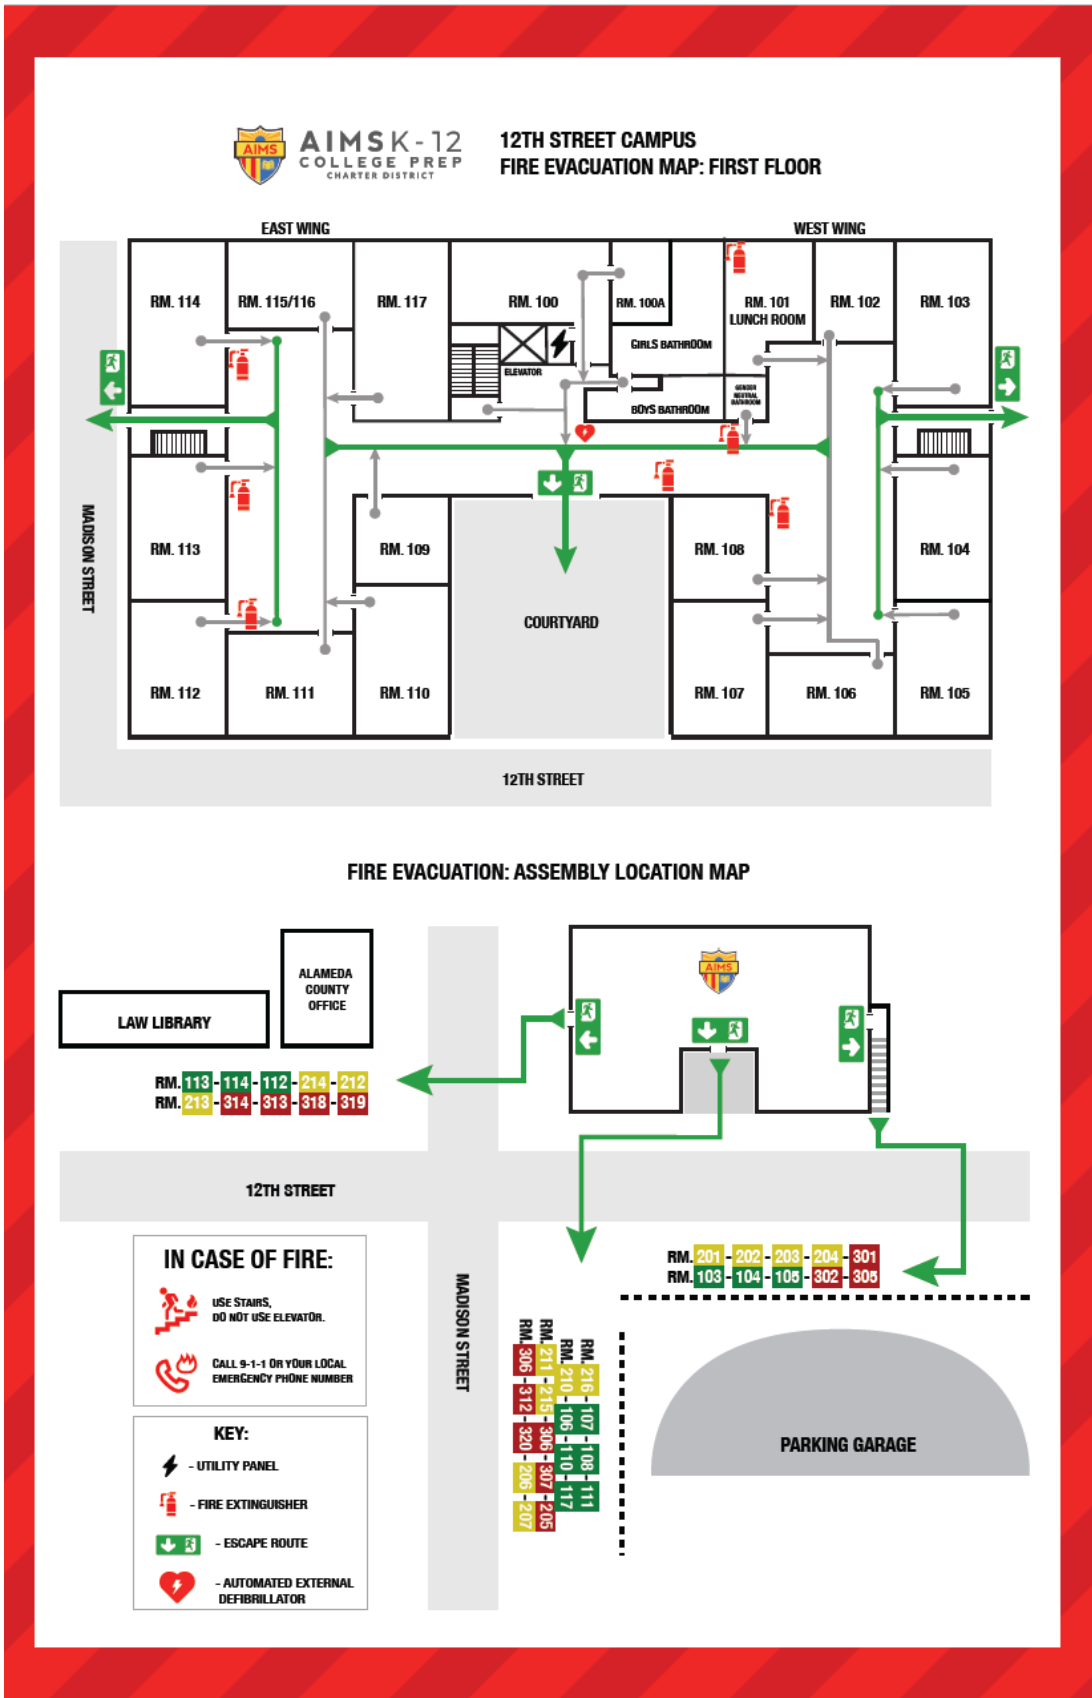 AIMS
AIMS K-12
COLLEGE PREP
CHARTER DISTRICT
12TH STREET CAMPUS
FIRE EVACUATION MAP: FIRST FLOOR
EAST WING
WEST WING
RM. 114
RM. 115/116
RM. 117
RM. 100
RM. 100A
RM. 101
LUNCH ROOM
RM. 102
RM. 103
ELEVATOR
GIRLS BATHROOM
BOYS BATHROOM
GENDER
NEUTRAL
BATHROOM
MADISON STREET
RM. 113
RM. 109
RM. 108
RM. 104
COURTYARD
RM. 112
RM. 111
RM. 110
RM. 107
RM. 106
RM. 105
12TH STREET
FIRE EVACUATION: ASSEMBLY LOCATION MAP
ALAMEDA
COUNTY
OFFICE
LAW LIBRARY
AIMS
RM. 113 - 114 - 112 - 214 - 212
RM. 213 - 314 - 313 - 318 - 319
12TH STREET
MADISON STREET
RM. 201 - 202 - 203 - 204 - 301
RM. 103 - 104 - 105 - 302 - 305
RM. 216 - 107 - 108 - 111
RM. 210 - 106 - 110 - 117
RM. 211 - 215 - 306 - 307 - 205
RM. 306 - 312 - 320 - 206 - 207
PARKING GARAGE
IN CASE OF FIRE:
USE STAIRS,
DO NOT USE ELEVATOR.
CALL 9-1-1 OR YOUR LOCAL
EMERGENCY PHONE NUMBER
KEY:
- UTILITY PANEL
- FIRE EXTINGUISHER
- ESCAPE ROUTE
- AUTOMATED EXTERNAL
DEFIBRILLATOR